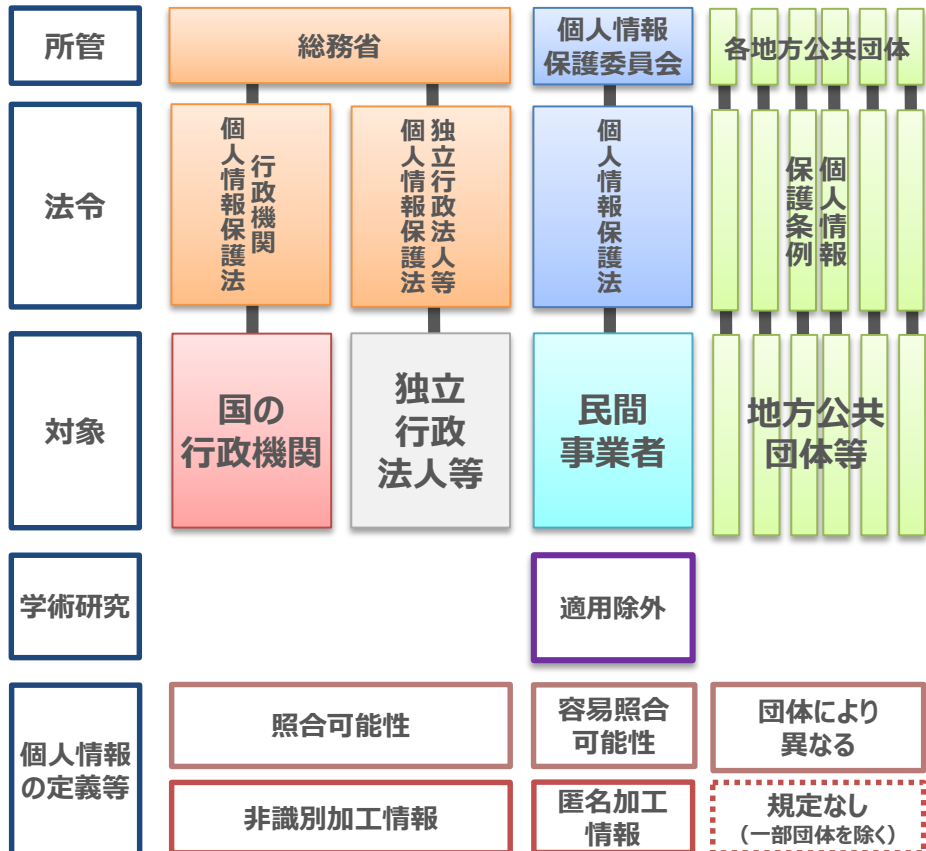 所管
総務省
個人情報
保護委員会
各地方公共団体
法令
行政機関
個人情報保護法
独立行政法人等
個人情報保護法
個人情報保護法
個人情報
保護条例
対象
国の
行政機関
独立
行政
法人等
民間
事業者
地方公共
団体等
学術研究
適用除外
個人情報
の定義等
照合可能性
容易照合
可能性
団体により
異なる
非識別加工情報
匿名加工
情報
規定なし
（一部団体を除く）